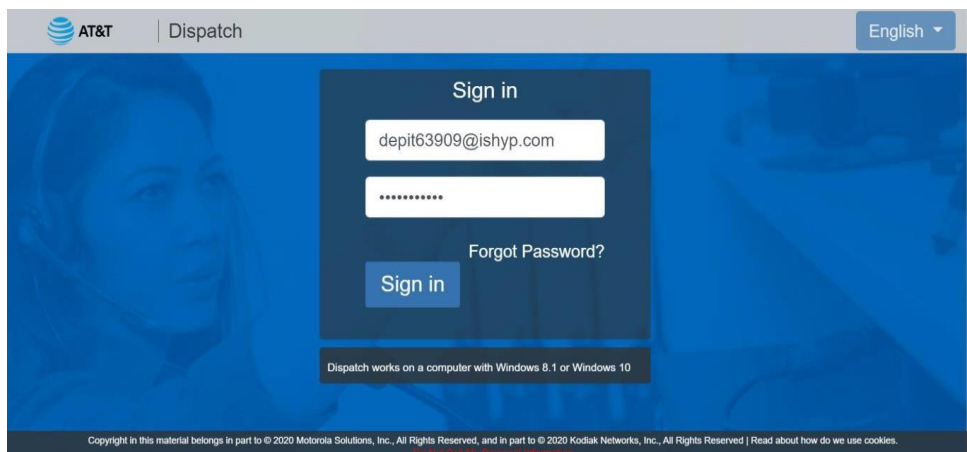 AT&T Dispatch English
Sign in
depit63909@ishyp.com
•••••••••••
Forgot Password?
Sign in
Dispatch works on a computer with Windows 8.1 or Windows 10
Copyright in this material belongs in part to © 2020 Motorola Solutions, Inc., All Rights Reserved, and in part to © 2020 Kodiak Networks, Inc., All Rights Reserved | Read about how do we use cookies.